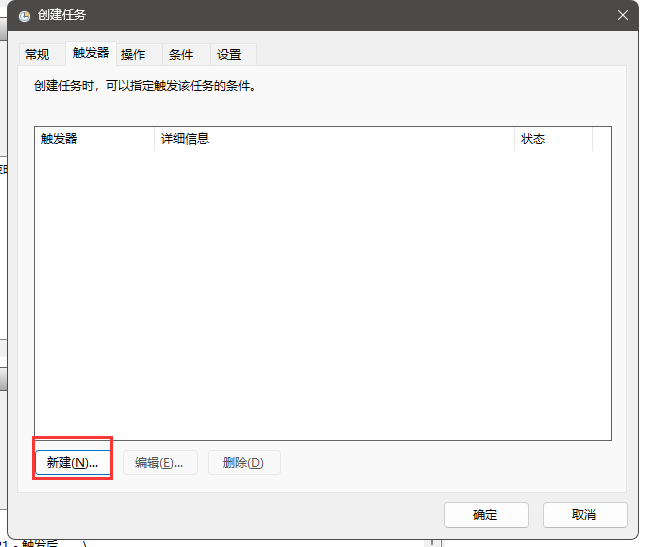 创建任务
常规 触发器 操作 条件 设置
创建任务时，可以指定触发该任务的条件。
触发器 详细信息 状态
新建(N)... 编辑(E)... 删除(D)
确定 取消